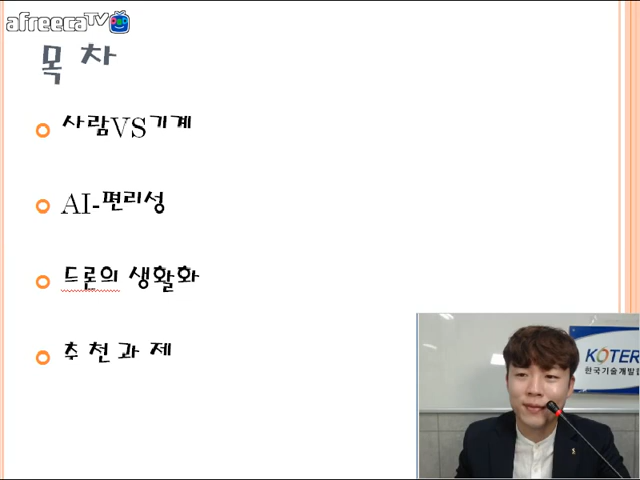 afreecaTV
목 차
사람VS기계
AI-편리성
드론의 생활화
추천과제
KOTER
한국기술개발